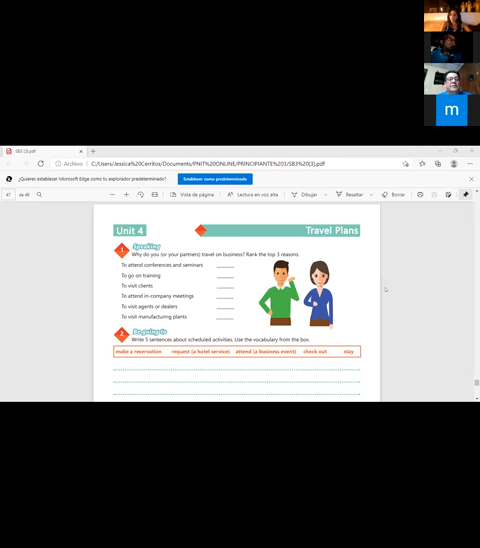 m
SB3 (3).pdf
Archivo C:/Users/Jessica%20Cerritos/Documents/PNIT%20ONLINE/PRINCIPIANTE%203/SB3%20(3).pdf
¿Quieres establecer Microsoft Edge como tu explorador predeterminado? Establecer como predeterminado
47 de 48 Vista de página Lectura en voz alta Dibujar Resaltar Borrar
Unit 4 Travel Plans
1. Speaking
Why do you (or your partners) travel on business? Rank the top 3 reasons.
To attend conferences and seminars
To go on training
To visit clients
To attend in-company meetings
To visit agents or dealers
To visit manufacturing plants
2. Be going to
Write 5 sentences about scheduled activities. Use the vocabulary from the box.
make a reservation request (a hotel service) attend (a business event) check out stay